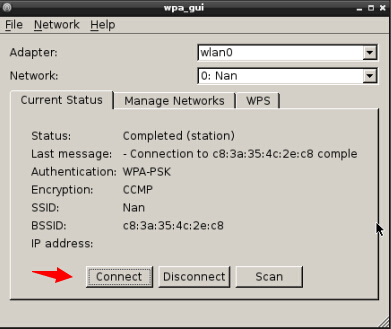 wpa_gui
File Network Help
Adapter: wlan0
Network: 0: Nan
Current Status Manage Networks WPS
Status: Completed (station)
Last message: - Connection to c8:3a:35:4c:2e:c8 comple
Authentication: WPA-PSK
Encryption: CCMP
SSID: Nan
BSSID: c8:3a:35:4c:2e:c8
IP address:
Connect Disconnect Scan